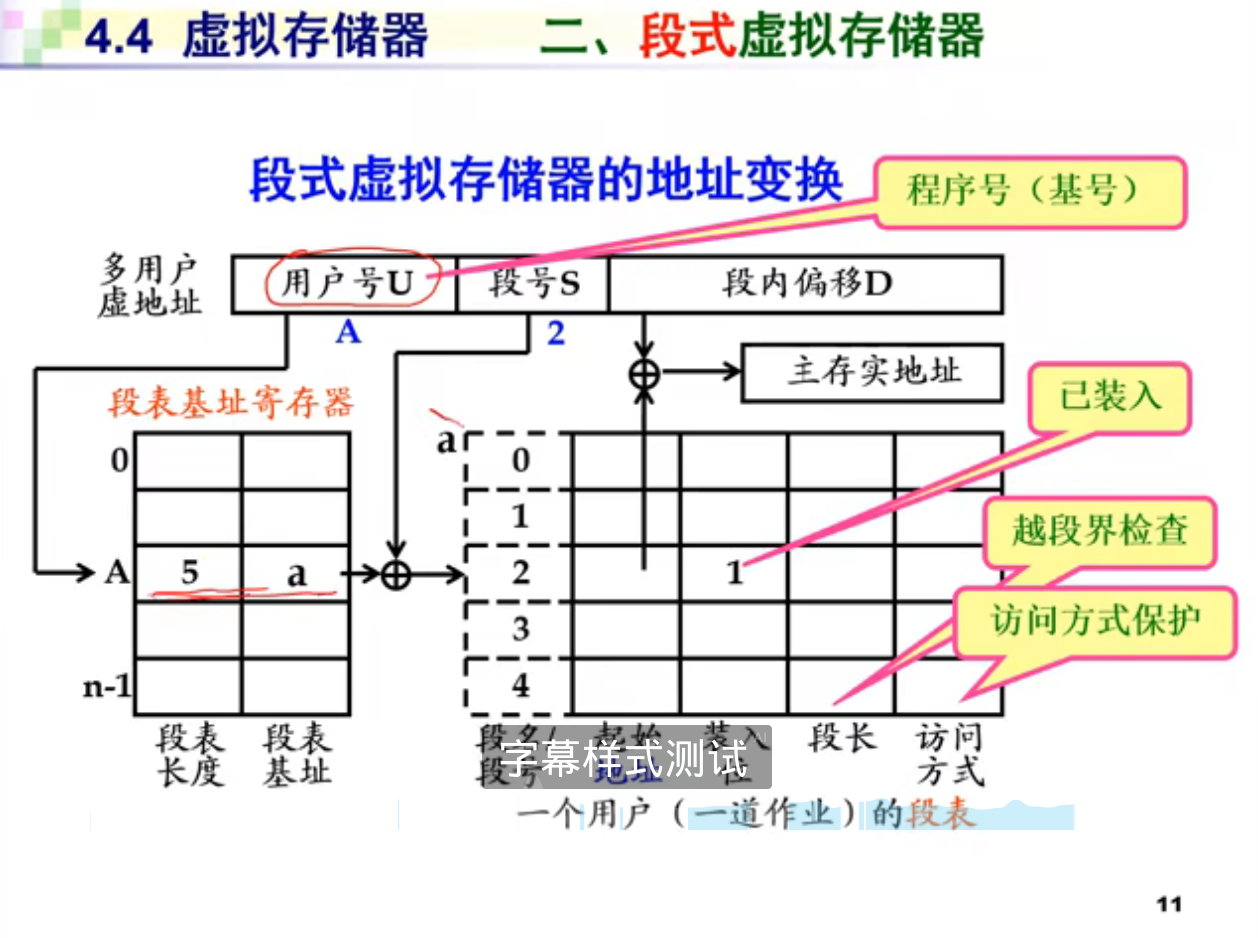 4.4 虚拟存储器 二、段式虚拟存储器
段式虚拟存储器的地址变换
程序号（基号）
多用户
虚地址
用户号U 段号S 段内偏移D
A 2
主存实地址
段表基址寄存器
已装入
a
0 0
1
越段界检查
A 5 a 2 1
访问方式保护
3
n-1 4
段表
长度
段表
基址
段名/
段号
起始
地址
装入
位
段长
访问
方式
字幕样式测试
一个用户（一道作业）的段表
11